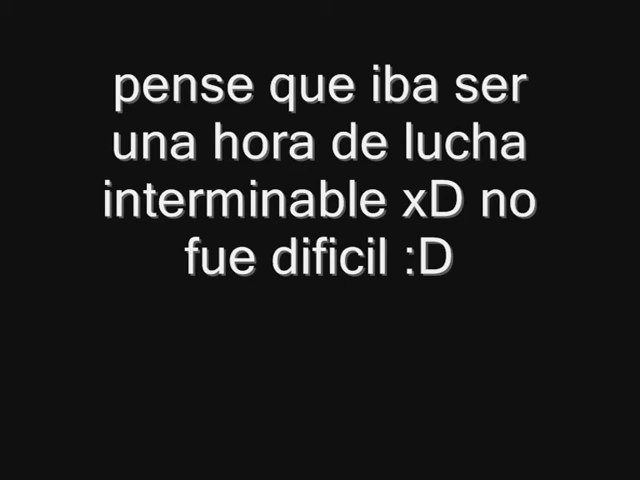 pense que iba ser
una hora de lucha
interminable xD no
fue dificil :D